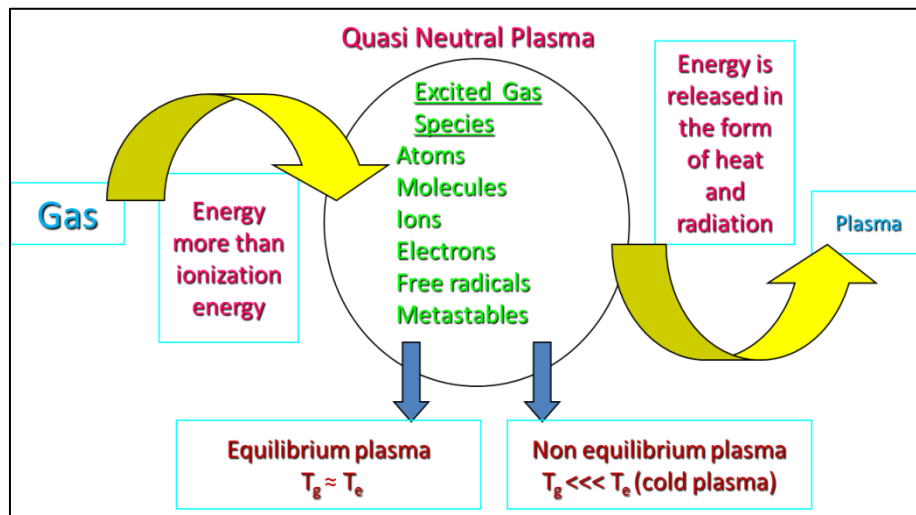 Quasi Neutral Plasma
Gas
Energy
more than
ionization
energy
Excited Gas
Species
Atoms
Molecules
Ions
Electrons
Free radicals
Metastables
Energy is
released in
the form
of heat
and
radiation
Plasma
Equilibrium plasma
Tg ≈ Te
Non equilibrium plasma
Tg <<< Te (cold plasma)